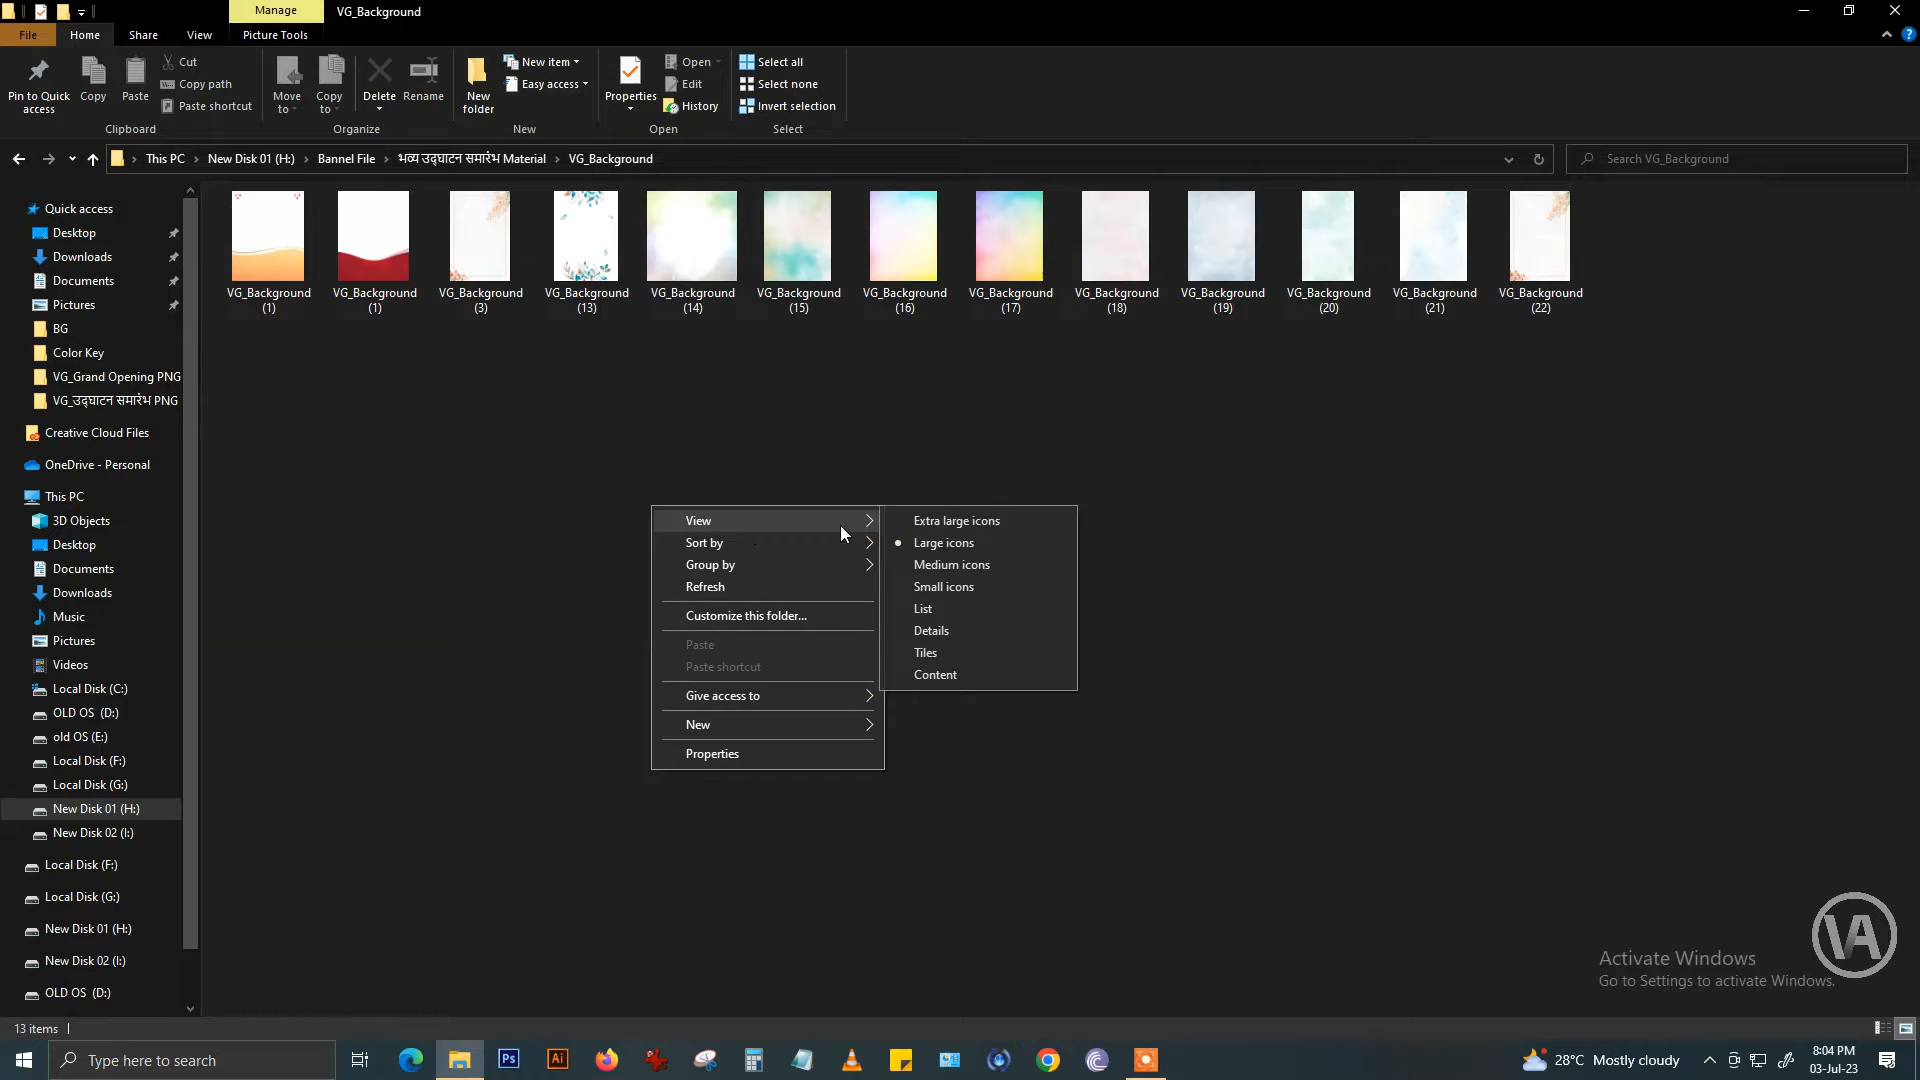 Manage
VG_Background
File
Home
Share
View
Picture Tools
Pin to Quick access
Copy
Paste
Cut
Copy path
Paste shortcut
Move to
Copy to
Delete
Rename
New folder
New item
Easy access
Properties
Open
Edit
History
Select all
Select none
Invert selection
Clipboard
Organize
New
Open
Select
This PC
New Disk 01 (H:)
Bannel File
भव्य उद्घाटन समारंभ Material
VG_Background
Search VG_Background
Quick access
Desktop
Downloads
Documents
Pictures
BG
Color Key
VG_Grand Opening PNG
VG_उद्घाटन समारंभ PNG
Creative Cloud Files
OneDrive - Personal
This PC
3D Objects
Desktop
Documents
Downloads
Music
Pictures
Videos
Local Disk (C:)
OLD OS (D:)
old OS (E:)
Local Disk (F:)
Local Disk (G:)
New Disk 01 (H:)
New Disk 02 (I:)
Local Disk (F:)
Local Disk (G:)
New Disk 01 (H:)
New Disk 02 (I:)
OLD OS (D:)
VG_Background (1)
VG_Background (1)
VG_Background (3)
VG_Background (13)
VG_Background (14)
VG_Background (15)
VG_Background (16)
VG_Background (17)
VG_Background (18)
VG_Background (19)
VG_Background (20)
VG_Background (21)
VG_Background (22)
View
Sort by
Group by
Refresh
Customize this folder...
Paste
Paste shortcut
Give access to
New
Properties
Extra large icons
Large icons
Medium icons
Small icons
List
Details
Tiles
Content
VA
Activate Windows
Go to Settings to activate Windows.
13 items
Type here to search
Ps
Ai
28°C Mostly cloudy
8:04 PM
03-Jul-23